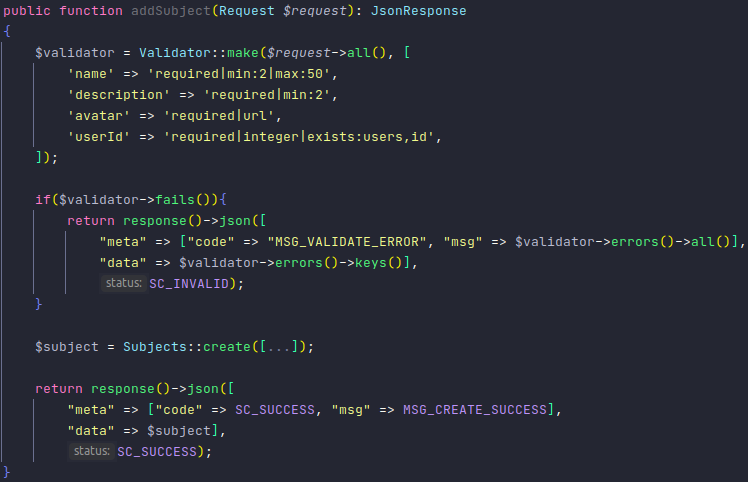 public function addSubject(Request $request): JsonResponse
{
    $validator = Validator::make($request->all(), [
        'name' => 'required|min:2|max:50',
        'description' => 'required|min:2',
        'avatar' => 'required|url',
        'userId' => 'required|integer|exists:users,id',
    ]);

    if($validator->fails()){
        return response()->json([
            "meta" => ["code" => "MSG_VALIDATE_ERROR", "msg" => $validator->errors()->all()],
            "data" => $validator->errors()->keys()],
            status: SC_INVALID);
    }

    $subject = Subjects::create([...]);

    return response()->json([
        "meta" => ["code" => SC_SUCCESS, "msg" => MSG_CREATE_SUCCESS],
        "data" => $subject],
        status: SC_SUCCESS);
}